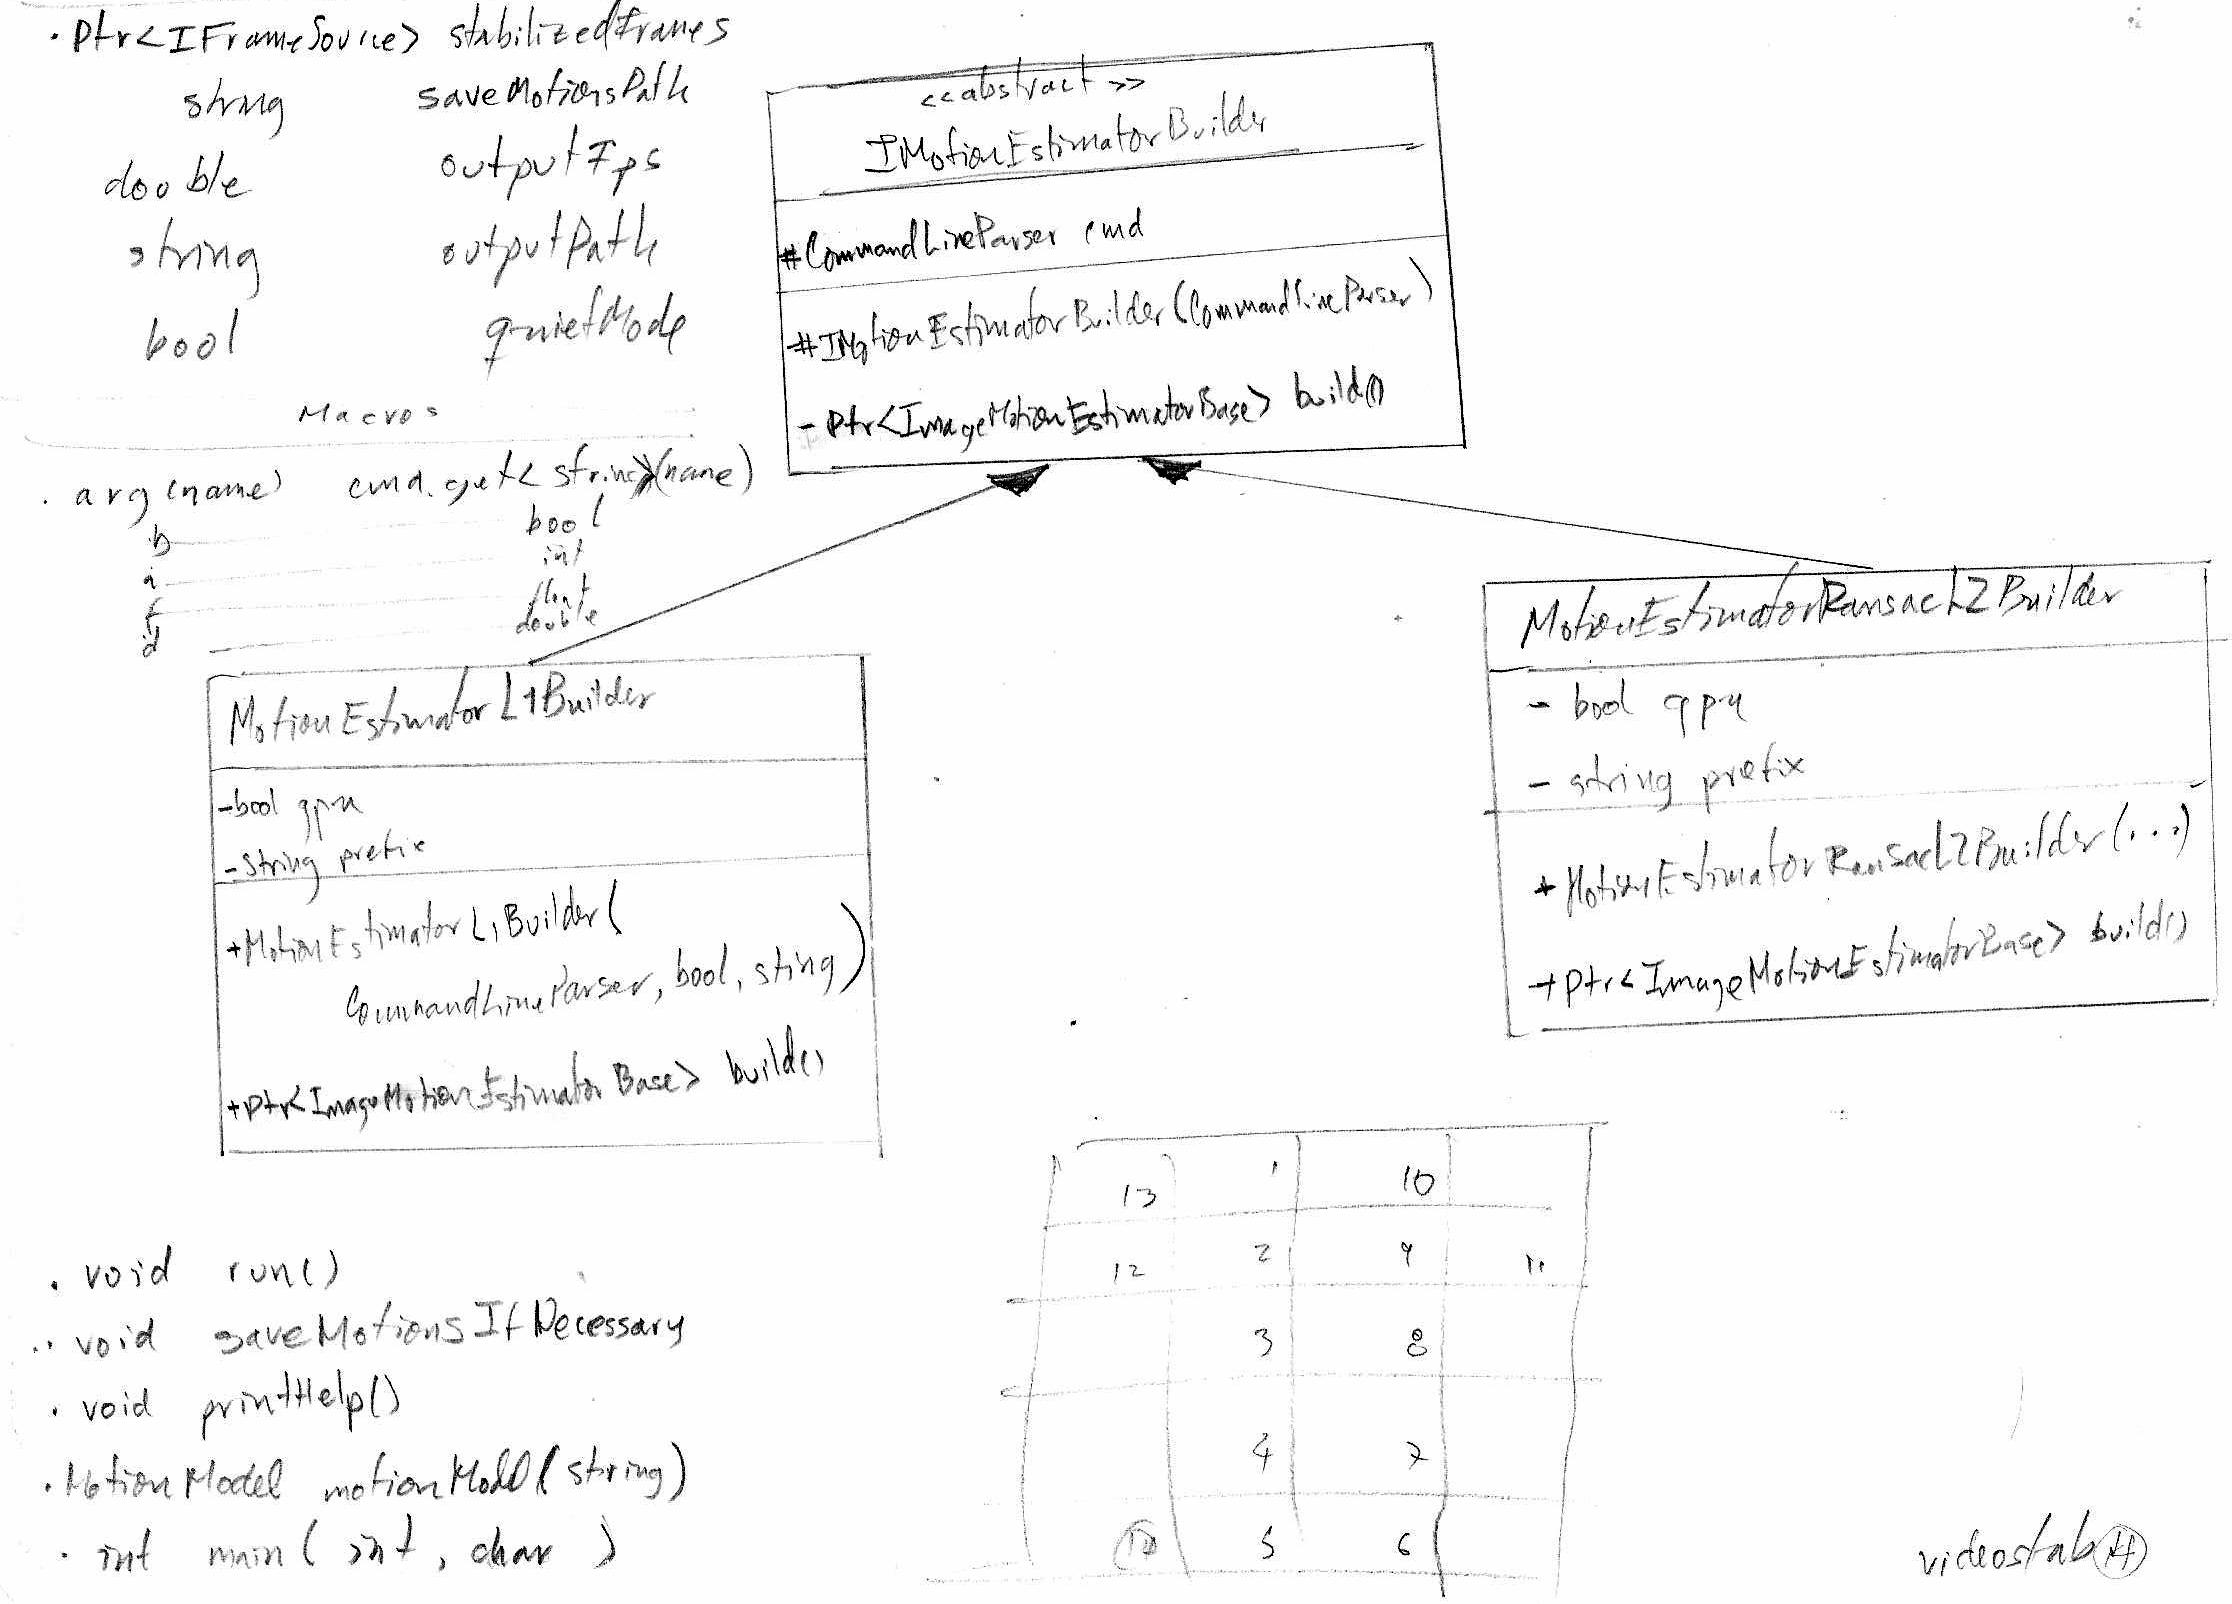 · Ptr<IFrameSource> stabilizedFrames
string saveMotionsPath
double outputFps
string outputPath
bool quietMode
Macros
· arg(name) cmd.get<string>(name)
b bool
i int
f float
d double
<<abstract>>
IMotionEstimatorBuilder
#CommandLineParser cmd
#IMotionEstimatorBuilder(CommandLineParser)
- Ptr<ImageMotionEstimatorBase> build()
MotionEstimatorL1Builder
-bool gpu
-string prefix
+MotionEstimatorL1Builder(
CommandLineParser, bool, sting)
+Ptr<ImageMotionEstimatorBase> build()
MotionEstimatorRansacL2Builder
- bool gpu
- string prefix
+MotionEstimatorRansacL2Builder(...)
+Ptr<ImageMotionEstimatorBase> build()
· void run()
·· void saveMotionsIfNecessary
· void printHelp()
· MotionModel motionModel(string)
· int main( int, char )
13 1 10
12 2 9 11
3 8
4 7
5 6
videostab